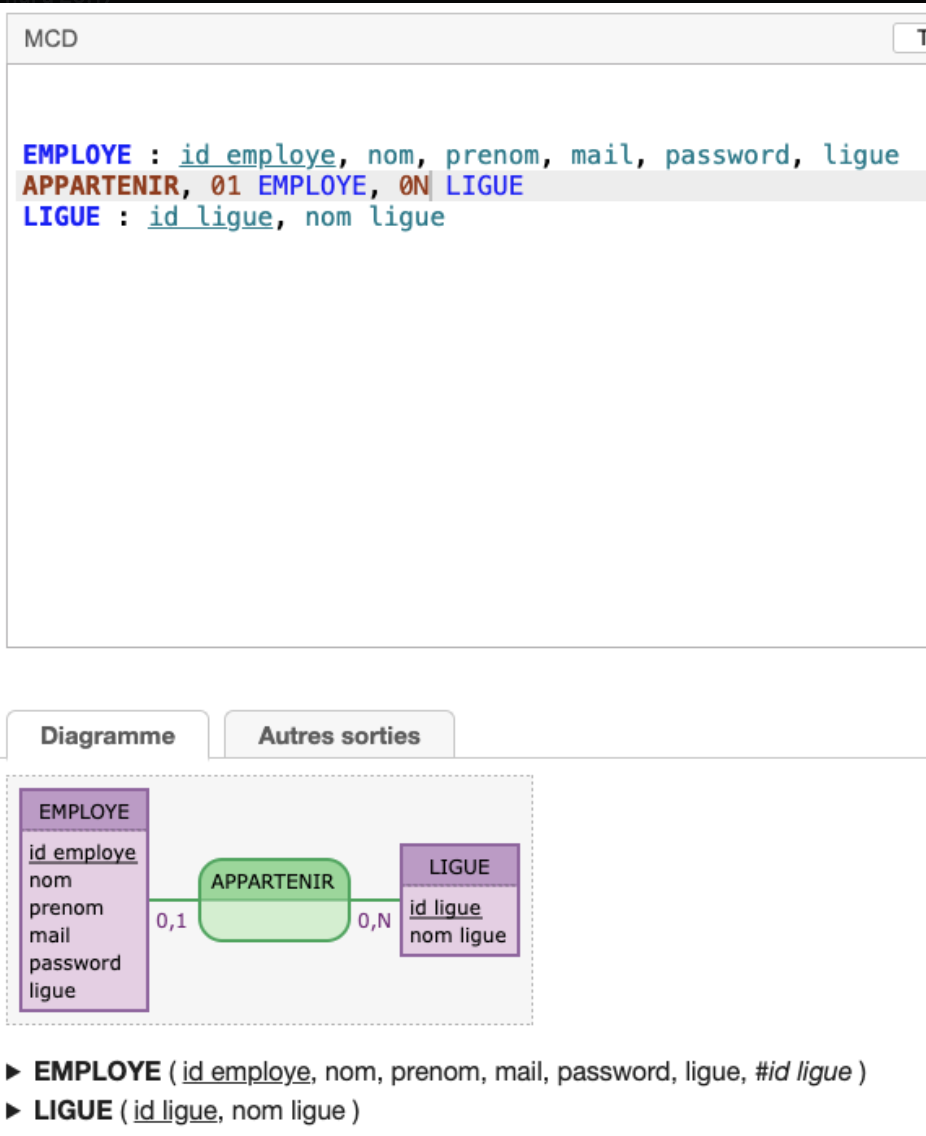 MCD
EMPLOYE : id employe, nom, prenom, mail, password, ligue
APPARTENIR, 01 EMPLOYE, 0N LIGUE
LIGUE : id ligue, nom ligue
Diagramme
Autres sorties
EMPLOYE
id employe
nom
prenom
mail
password
ligue
0,1
APPARTENIR
0,N
LIGUE
id ligue
nom ligue
EMPLOYE ( id employe, nom, prenom, mail, password, ligue, #id ligue )
LIGUE ( id ligue, nom ligue )